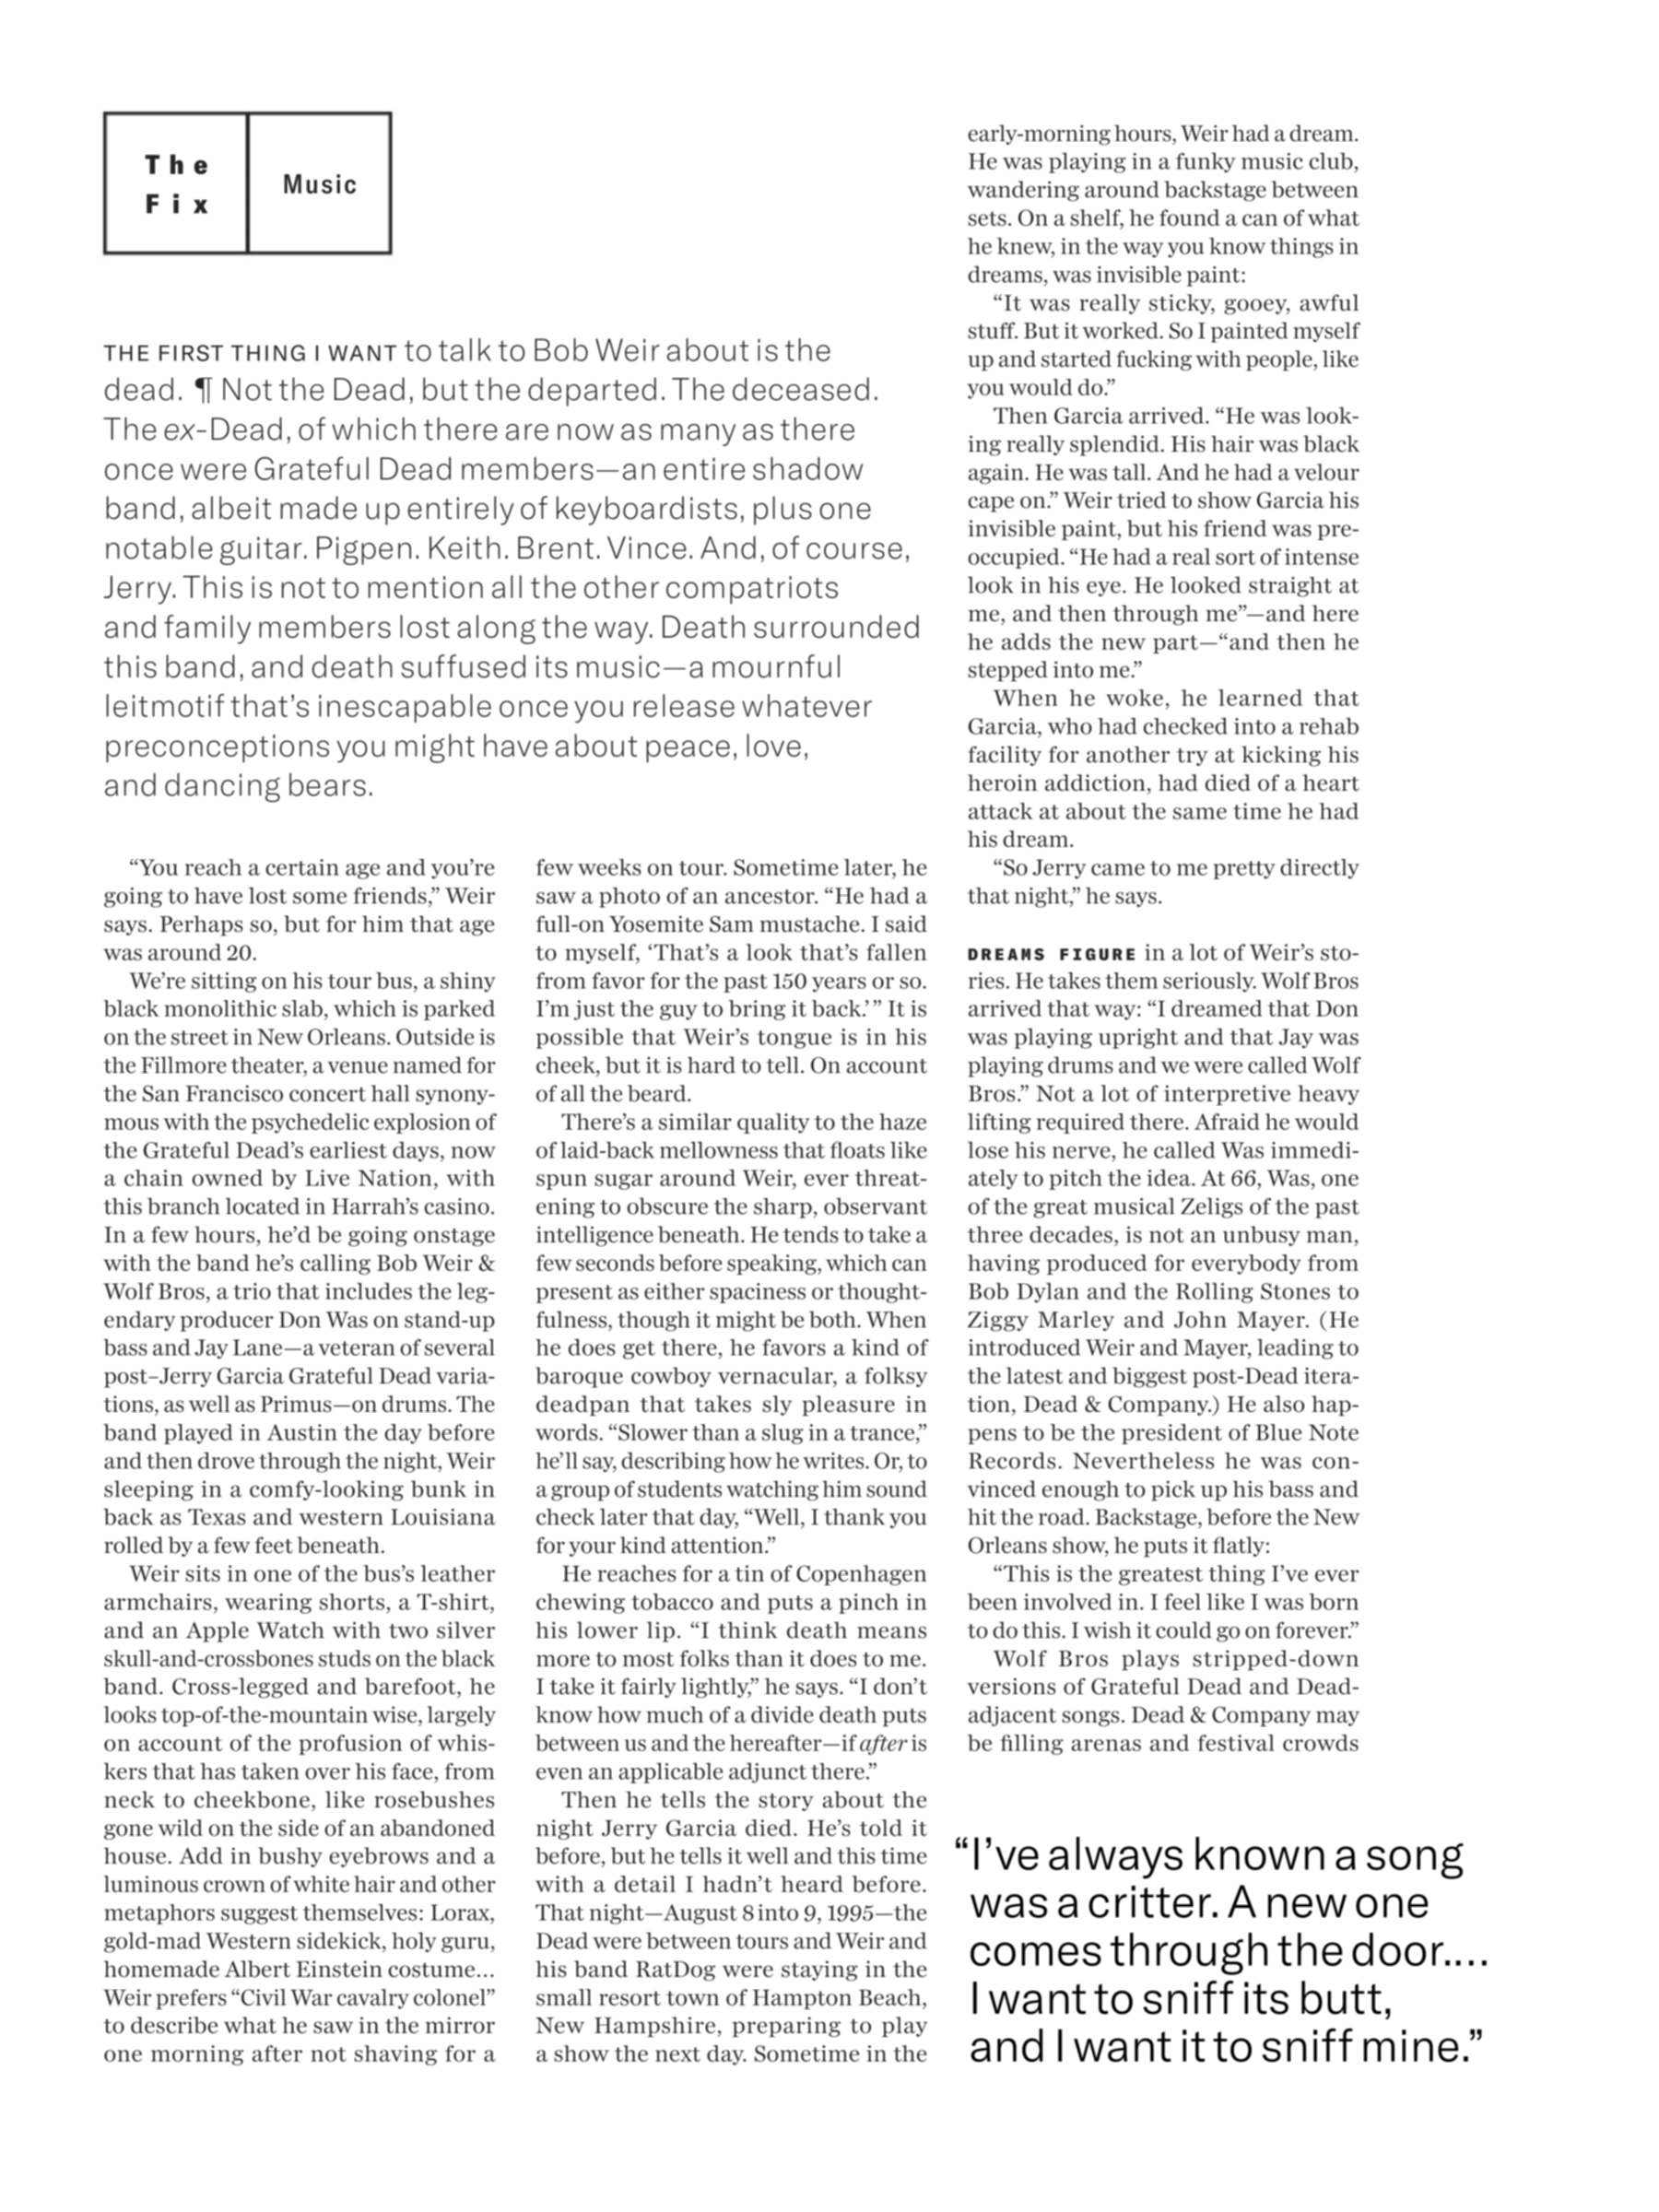 The
Fix
Music
THE FIRST THING I WANT to talk to Bob Weir about is the
dead. ¶ Not the Dead, but the departed. The deceased.
The ex-Dead, of which there are now as many as there
once were Grateful Dead members—an entire shadow
band, albeit made up entirely of keyboardists, plus one
notable guitar. Pigpen. Keith. Brent. Vince. And, of course,
Jerry. This is not to mention all the other compatriots
and family members lost along the way. Death surrounded
this band, and death suffused its music—a mournful
leitmotif that’s inescapable once you release whatever
preconceptions you might have about peace, love,
and dancing bears.
“You reach a certain age and you’re
going to have lost some friends,” Weir
says. Perhaps so, but for him that age
was around 20.
We’re sitting on his tour bus, a shiny
black monolithic slab, which is parked
on the street in New Orleans. Outside is
the Fillmore theater, a venue named for
the San Francisco concert hall synony-
mous with the psychedelic explosion of
the Grateful Dead’s earliest days, now
a chain owned by Live Nation, with
this branch located in Harrah’s casino.
In a few hours, he’d be going onstage
with the band he’s calling Bob Weir &
Wolf Bros, a trio that includes the leg-
endary producer Don Was on stand-up
bass and Jay Lane—a veteran of several
post–Jerry Garcia Grateful Dead varia-
tions, as well as Primus—on drums. The
band played in Austin the day before
and then drove through the night, Weir
sleeping in a comfy-looking bunk in
back as Texas and western Louisiana
rolled by a few feet beneath.
Weir sits in one of the bus’s leather
armchairs, wearing shorts, a T-shirt,
and an Apple Watch with two silver
skull-and-crossbones studs on the black
band. Cross-legged and barefoot, he
looks top-of-the-mountain wise, largely
on account of the profusion of whis-
kers that has taken over his face, from
neck to cheekbone, like rosebushes
gone wild on the side of an abandoned
house. Add in bushy eyebrows and a
luminous crown of white hair and other
metaphors suggest themselves: Lorax,
gold-mad Western sidekick, holy guru,
homemade Albert Einstein costume…
Weir prefers “Civil War cavalry colonel”
to describe what he saw in the mirror
one morning after not shaving for a
few weeks on tour. Sometime later, he
saw a photo of an ancestor. “He had a
full-on Yosemite Sam mustache. I said
to myself, ‘That’s a look that’s fallen
from favor for the past 150 years or so.
I’m just the guy to bring it back.’ ” It is
possible that Weir’s tongue is in his
cheek, but it is hard to tell. On account
of all the beard.
There’s a similar quality to the haze
of laid-back mellowness that floats like
spun sugar around Weir, ever threat-
ening to obscure the sharp, observant
intelligence beneath. He tends to take a
few seconds before speaking, which can
present as either spaciness or thought-
fulness, though it might be both. When
he does get there, he favors a kind of
baroque cowboy vernacular, a folksy
deadpan that takes sly pleasure in
words. “Slower than a slug in a trance,”
he’ll say, describing how he writes. Or, to
a group of students watching him sound
check later that day, “Well, I thank you
for your kind attention.”
He reaches for a tin of Copenhagen
chewing tobacco and puts a pinch in
his lower lip. “I think death means
more to most folks than it does to me.
I take it fairly lightly,” he says. “I don’t
know how much of a divide death puts
between us and the hereafter—if after is
even an applicable adjunct there.”
Then he tells the story about the
night Jerry Garcia died. He’s told it
before, but he tells it well and this time
with a detail I hadn’t heard before.
That night—August 8 into 9, 1995—the
Dead were between tours and Weir and
his band RatDog were staying in the
small resort town of Hampton Beach,
New Hampshire, preparing to play
a show the next day. Sometime in the
early-morning hours, Weir had a dream.
He was playing in a funky music club,
wandering around backstage between
sets. On a shelf, he found a can of what
he knew, in the way you know things in
dreams, was invisible paint:
“It was really sticky, gooey, awful
stuff. But it worked. So I painted myself
up and started fucking with people, like
you would do.”
Then Garcia arrived. “He was look-
ing really splendid. His hair was black
again. He was tall. And he had a velour
cape on.” Weir tried to show Garcia his
invisible paint, but his friend was pre-
occupied. “He had a real sort of intense
look in his eye. He looked straight at
me, and then through me”—and here
he adds the new part—“and then he
stepped into me.”
When he woke, he learned that
Garcia, who had checked into a rehab
facility for another try at kicking his
heroin addiction, had died of a heart
attack at about the same time he had
his dream.
“So Jerry came to me pretty directly
that night,” he says.
DREAMS FIGURE in a lot of Weir’s sto-
ries. He takes them seriously. Wolf Bros
arrived that way: “I dreamed that Don
was playing upright and that Jay was
playing drums and we were called Wolf
Bros.” Not a lot of interpretive heavy
lifting required there. Afraid he would
lose his nerve, he called Was immedi-
ately to pitch the idea. At 66, Was, one
of the great musical Zeligs of the past
three decades, is not an unbusy man,
having produced for everybody from
Bob Dylan and the Rolling Stones to
Ziggy Marley and John Mayer. (He
introduced Weir and Mayer, leading to
the latest and biggest post-Dead itera-
tion, Dead & Company.) He also hap-
pens to be the president of Blue Note
Records. Nevertheless he was con-
vinced enough to pick up his bass and
hit the road. Backstage, before the New
Orleans show, he puts it flatly:
“This is the greatest thing I’ve ever
been involved in. I feel like I was born
to do this. I wish it could go on forever.”
Wolf Bros plays stripped-down
versions of Grateful Dead and Dead-
adjacent songs. Dead & Company may
be filling arenas and festival crowds
“I’ve always known a song
was a critter. A new one
comes through the door.…
I want to sniff its butt,
and I want it to sniff mine.”